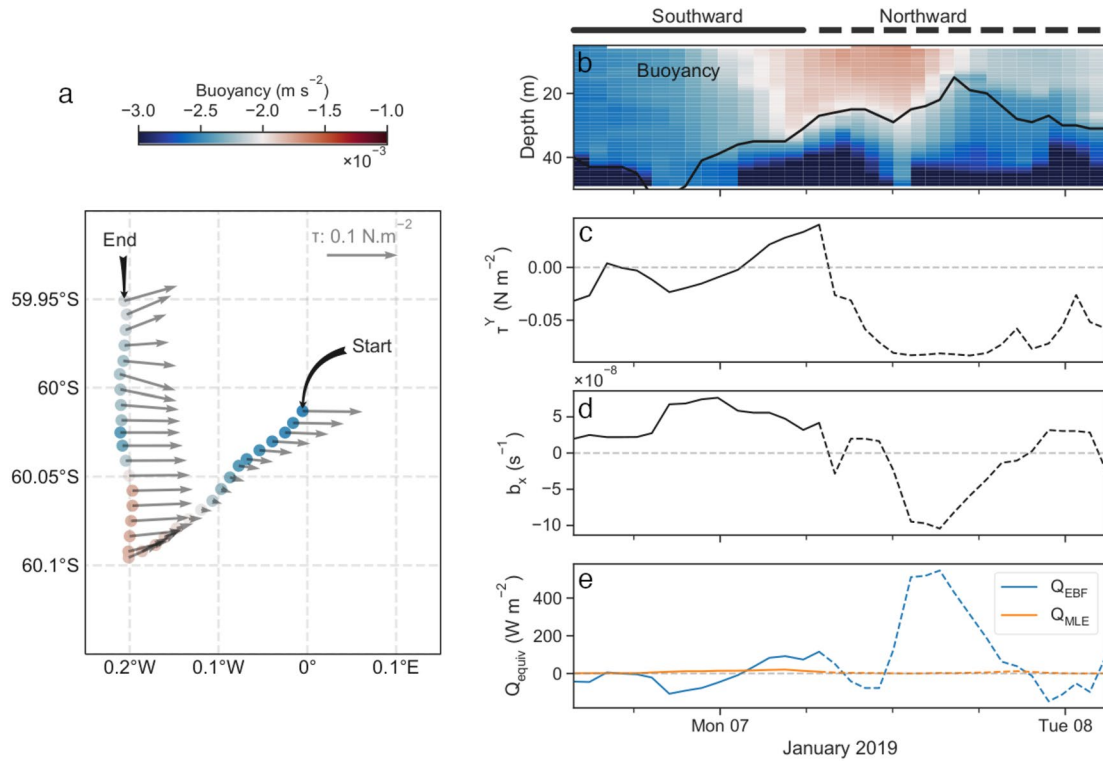 a
Buoyancy (m s⁻²)
−3.0 −2.5 −2.0 −1.5 −1.0
×10⁻³
End
τ: 0.1 N.m⁻²
Start
59.95°S
60°S
60.05°S
60.1°S
0.2°W 0.1°W 0° 0.1°E
Southward Northward
b
Buoyancy
Depth (m)
20
40
c
τʸ (N m⁻²)
0.00
−0.05
×10⁻⁸
d
bₓ (s⁻¹)
5
0
−5
−10
e
Q_equiv (W m⁻²)
400
200
0
Q_EBF
Q_MLE
Mon 07 Tue 08
January 2019